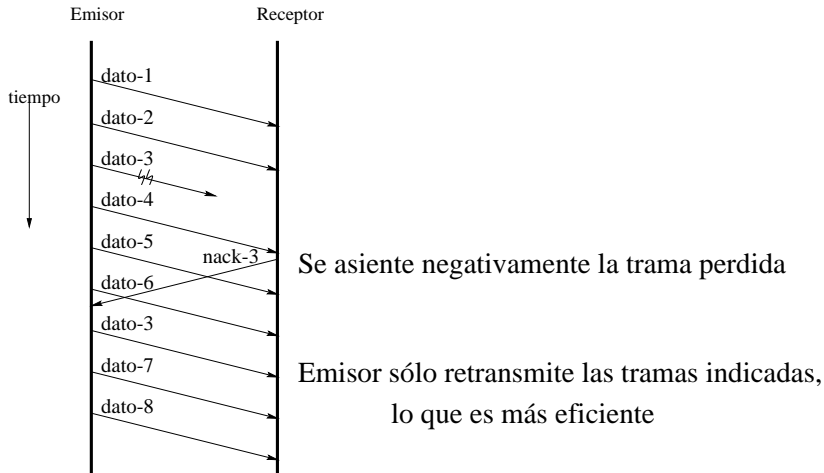 Emisor
Receptor
tiempo
dato-1
dato-2
dato-3
dato-4
nack-3
Se asiente negativamente la trama perdida
dato-5
dato-6
dato-3
dato-7
Emisor sólo retransmite las tramas indicadas,
lo que es más eficiente
dato-8